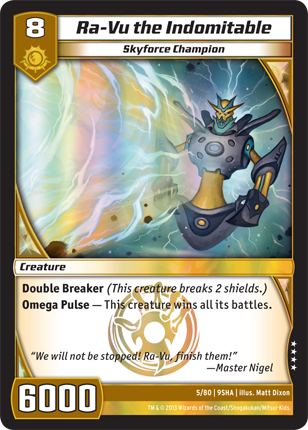 8
Ra-Vu the Indomitable
Skyforce Champion
Creature
Double Breaker (This creature breaks 2 shields.)
Omega Pulse — This creature wins all its battles.
“We will not be stopped! Ra-Vu, finish them!”
—Master Nigel
6000
5/80 | 9SHA | illus. Matt Dixon
TM & © 2013 Wizards of the Coast/Shogakukan/Mitsui-Kids.